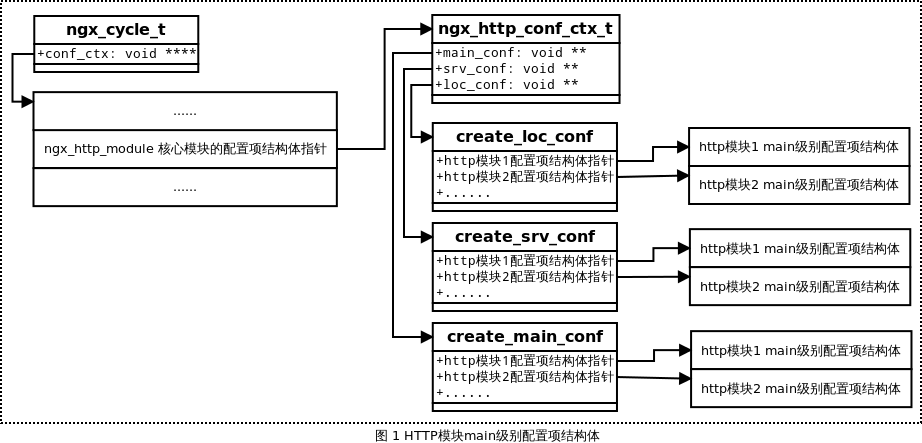 ngx_cycle_t
+conf_ctx: void ****
......
ngx_http_module 核心模块的配置项结构体指针
......
ngx_http_conf_ctx_t
+main_conf: void **
+srv_conf: void **
+loc_conf: void **
create_loc_conf
+http模块1配置项结构体指针
+http模块2配置项结构体指针
+......
http模块1 main级别配置项结构体
http模块2 main级别配置项结构体
create_srv_conf
+http模块1配置项结构体指针
+http模块2配置项结构体指针
+......
http模块1 main级别配置项结构体
http模块2 main级别配置项结构体
create_main_conf
+http模块1配置项结构体指针
+http模块2配置项结构体指针
+......
http模块1 main级别配置项结构体
http模块2 main级别配置项结构体
图 1 HTTP模块main级别配置项结构体